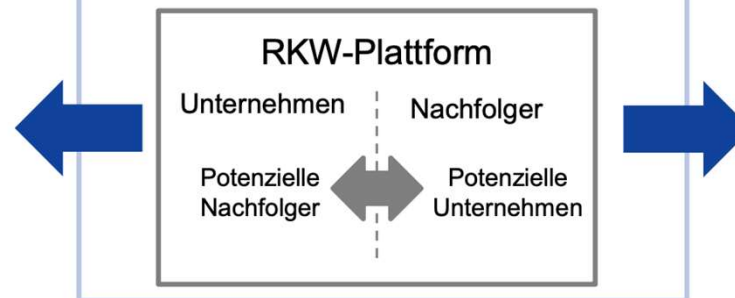 RKW-Plattform
Unternehmen
Nachfolger
Potenzielle
Nachfolger
Potenzielle
Unternehmen